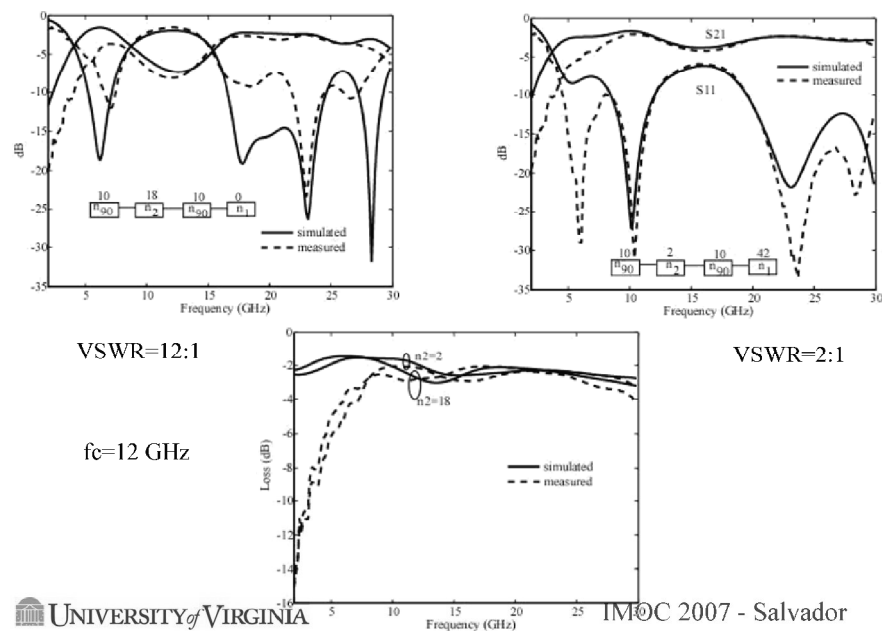 dB
0
-5
-10
-15
-20
-25
-30
-35
5
10
15
20
25
30
Frequency (GHz)
10 18 10 0
n90 n2 n90 n1
simulated
measured
dB
0
-5
-10
-15
-20
-25
-30
-35
5
10
15
20
25
30
Frequency (GHz)
S21
S11
simulated
measured
10 2 10 42
n90 n2 n90 n1
VSWR=12:1
VSWR=2:1
fc=12 GHz
Loss (dB)
0
-2
-4
-6
-8
-10
-12
-14
-16
5
10
15
20
25
30
Frequency (GHz)
n2=2
n2=18
simulated
measured
UNIVERSITY of VIRGINIA
IMOC 2007 - Salvador